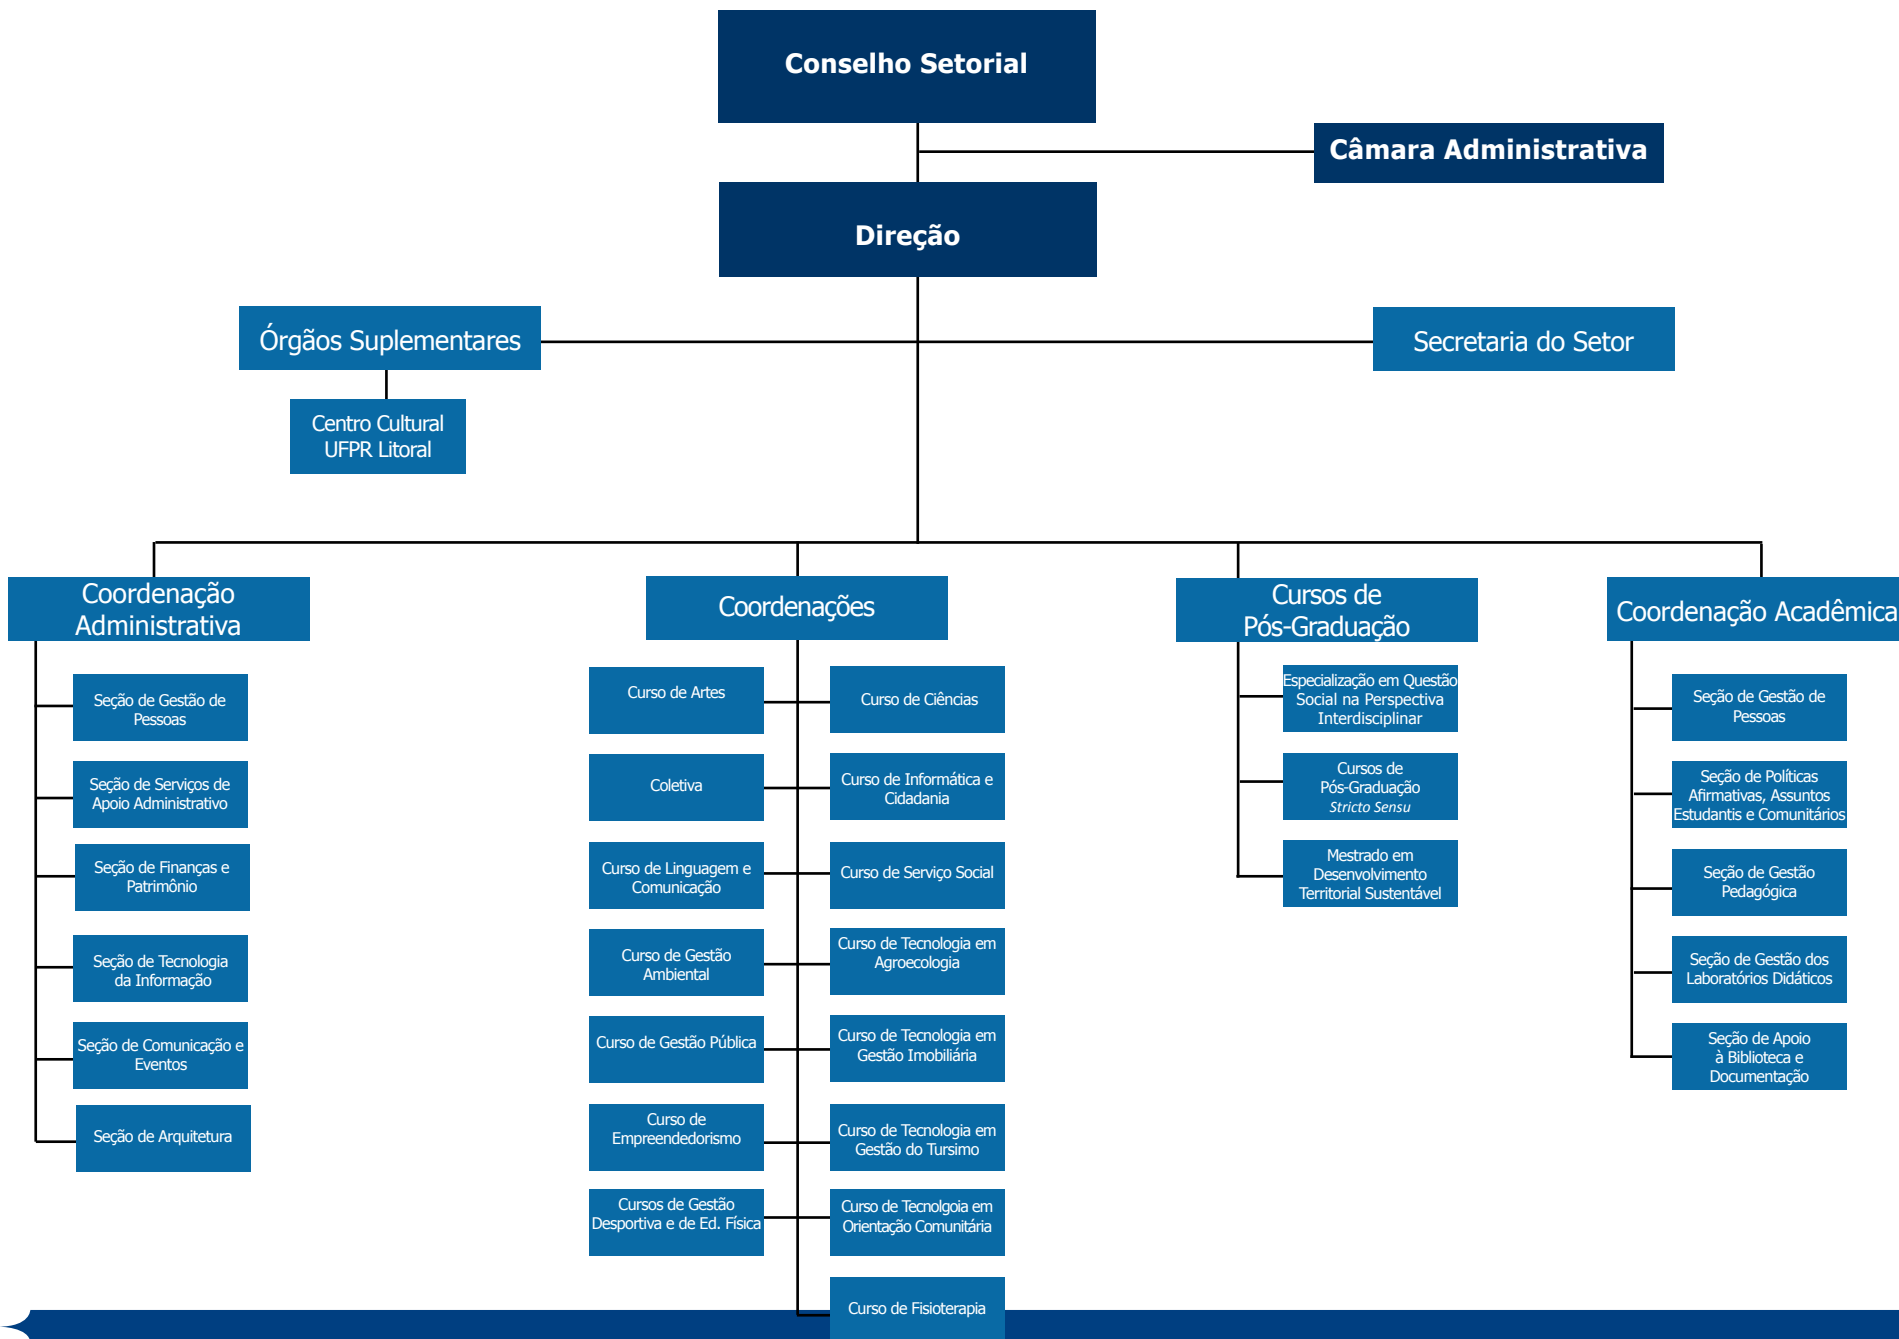 Conselho Setorial
Câmara Administrativa
Direção
Órgãos Suplementares
Secretaria do Setor
Centro Cultural
UFPR Litoral
Coordenação
Administrativa
Seção de Gestão de
Pessoas
Seção de Serviços de
Apoio Administrativo
Seção de Finanças e
Patrimônio
Seção de Tecnologia
da Informação
Seção de Comunicação e
Eventos
Seção de Arquitetura
Coordenações
Curso de Artes
Curso de Ciências
Coletiva
Curso de Informática e
Cidadania
Curso de Linguagem e
Comunicação
Curso de Serviço Social
Curso de Gestão
Ambiental
Curso de Tecnologia em
Agroecologia
Curso de Gestão Pública
Curso de Tecnologia em
Gestão Imobiliária
Curso de
Empreendedorismo
Curso de Tecnologia em
Gestão do Tursimo
Cursos de Gestão
Desportiva e de Ed. Física
Curso de Tecnolgoia em
Orientação Comunitária
Curso de Fisioterapia
Cursos de
Pós-Graduação
Especialização em Questão
Social na Perspectiva
Interdisciplinar
Cursos de
Pós-Graduação
Stricto Sensu
Mestrado em
Desenvolvimento
Territorial Sustentável
Coordenação Acadêmica
Seção de Gestão de
Pessoas
Seção de Políticas
Afirmativas, Assuntos
Estudantis e Comunitários
Seção de Gestão
Pedagógica
Seção de Gestão dos
Laboratórios Didáticos
Seção de Apoio
à Biblioteca e
Documentação